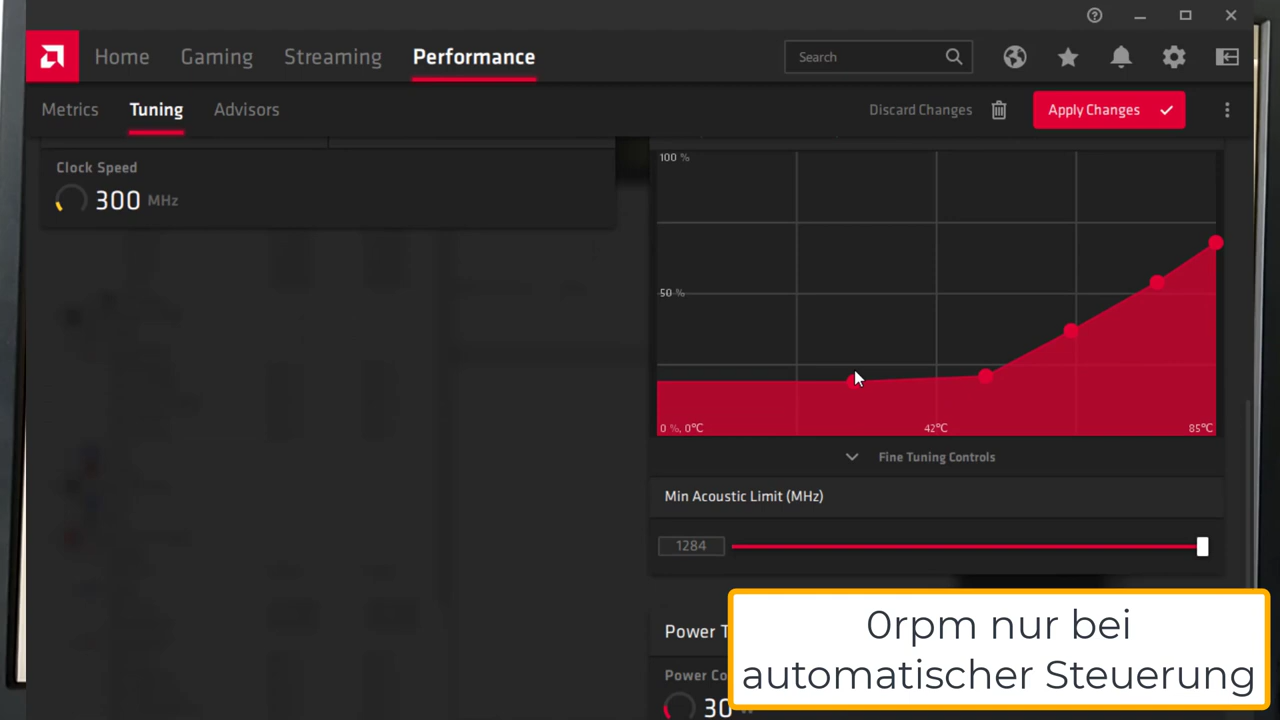 Home Gaming Streaming Performance
Search
Metrics Tuning Advisors
Discard Changes
Apply Changes
Clock Speed
300 MHz
100 %
50 %
0 %, 0°C 42°C 85°C
Fine Tuning Controls
Min Acoustic Limit (MHz)
1284
Power T
Power Co
30
0rpm nur bei
automatischer Steuerung